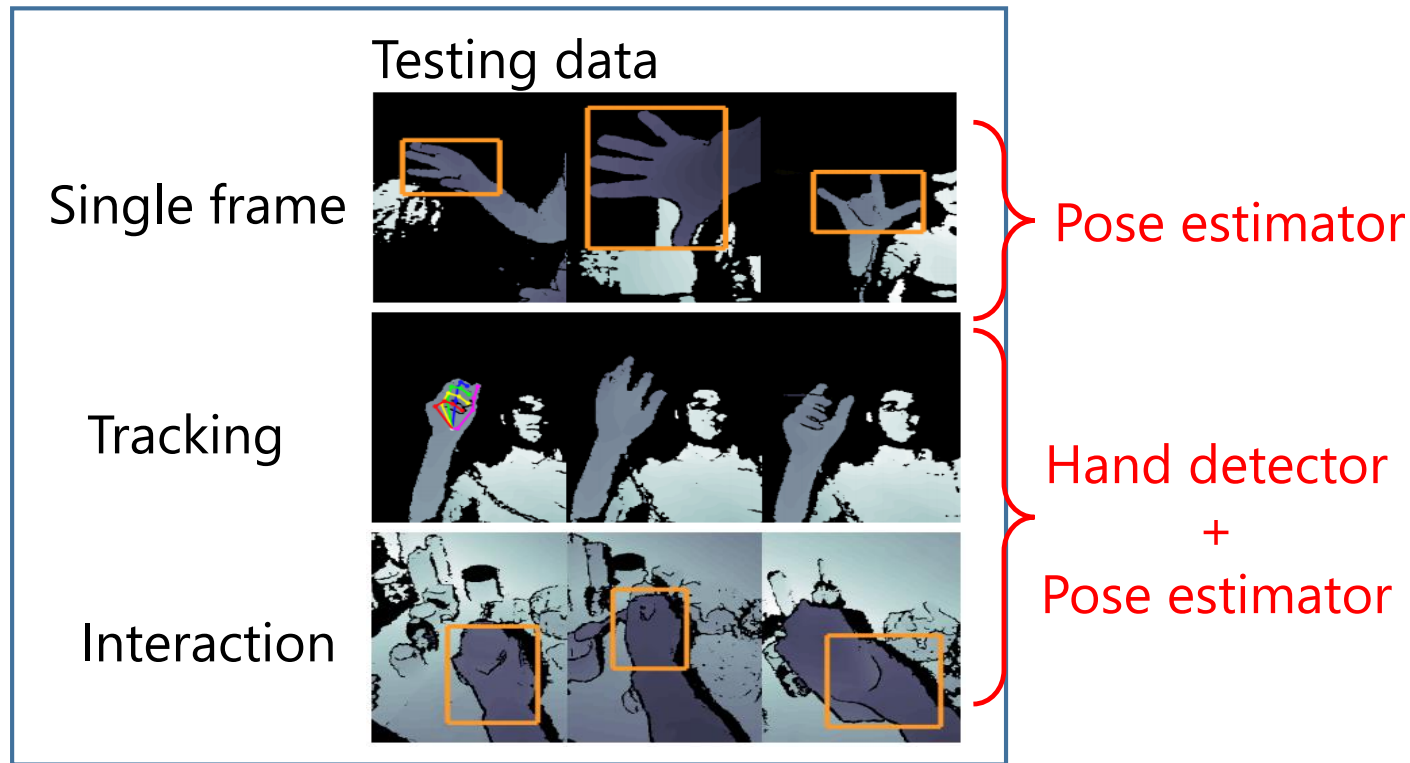 Testing data
Single frame
Pose estimator
Tracking
Hand detector
+
Pose estimator
Interaction